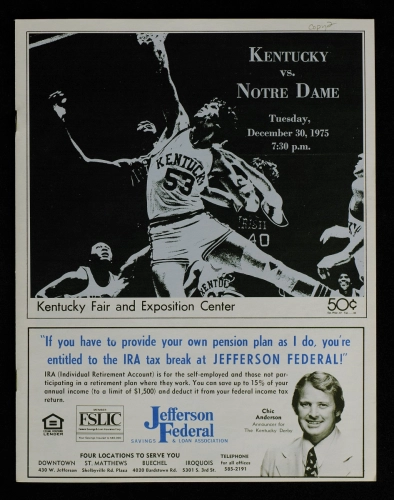 KENTUCKY
VS.
NOTRE DAME
Tuesday,
December 30, 1975
7:30 p.m.
KENTUCKY
53
IRISH
40
Kentucky Fair and Exposition Center
50¢
"If you have to provide your own pension plan as I do, you're
entitled to the IRA tax break at JEFFERSON FEDERAL!"
IRA (Individual Retirement Account) is for the self-employed and those not par-
ticipating in a retirement plan where they work. You can save up to 15% of your
annual income (to a limit of $1,500) and deduct it from your federal income tax
return.
Chic
Anderson
Announcer for
The Kentucky Derby
FSLIC
Jefferson
Federal
SAVINGS & LOAN ASSOCIATION
EQUAL HOUSING
LENDER
FOUR LOCATIONS TO SERVE YOU
DOWNTOWN ST. MATTHEWS BUECHEL IROQUOIS
430 W. Jefferson Shelbyville Rd. Plaza 4020 Bardstown Rd. 5301 S. 3rd St.
TELEPHONE
for all offices
585-2191